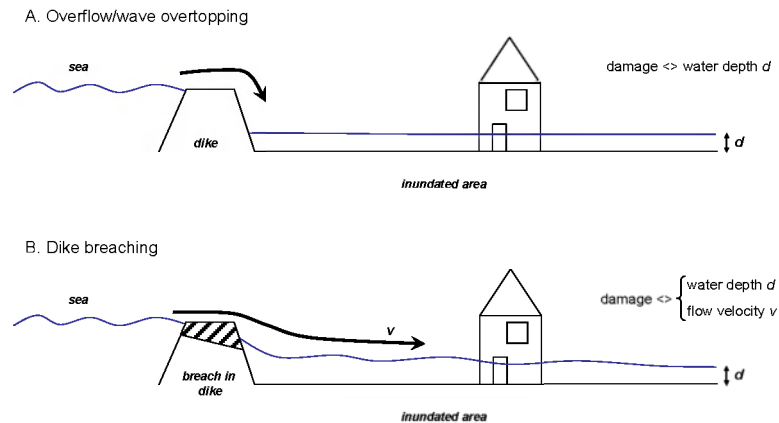 A. Overflow/wave overtopping
sea
damage <> water depth d
dike
d
inundated area
B. Dike breaching
sea
water depth d
damage <>
flow velocity v
v
d
breach in
dike
inundated area